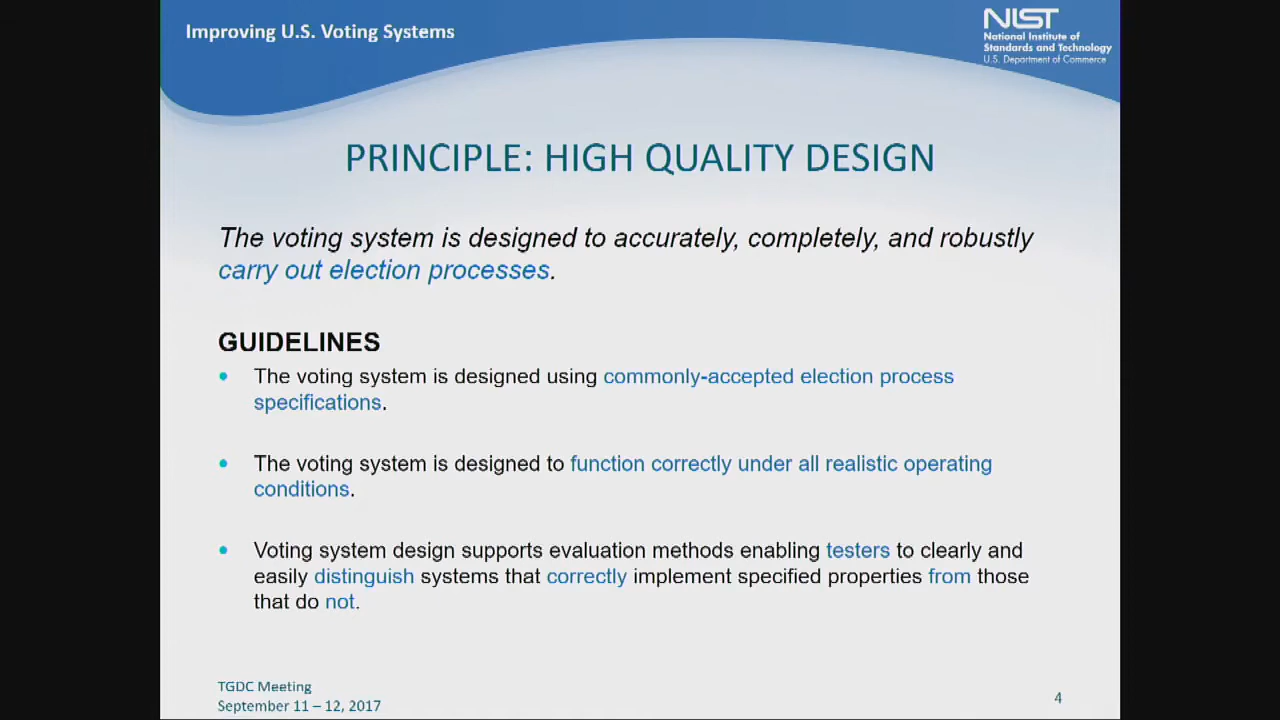 Improving U.S. Voting Systems
NIST
National Institute of
Standards and Technology
U.S. Department of Commerce
PRINCIPLE: HIGH QUALITY DESIGN
The voting system is designed to accurately, completely, and robustly
carry out election processes.
GUIDELINES
• The voting system is designed using commonly-accepted election process
specifications.
• The voting system is designed to function correctly under all realistic operating
conditions.
• Voting system design supports evaluation methods enabling testers to clearly and
easily distinguish systems that correctly implement specified properties from those
that do not.
TGDC Meeting
September 11 – 12, 2017
4